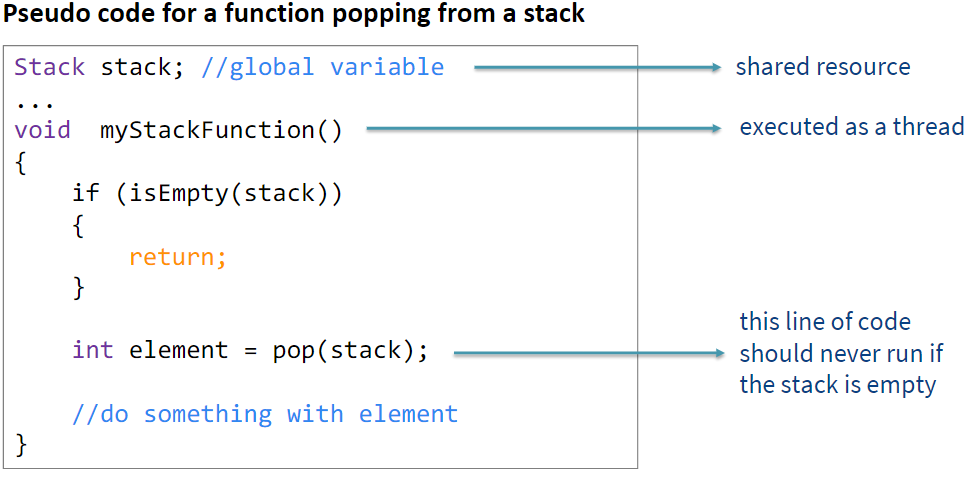 Pseudo code for a function popping from a stack
Stack stack; //global variable
shared resource
...
void  myStackFunction()
executed as a thread
{
    if (isEmpty(stack))
    {
        return;
    }
    int element = pop(stack);
this line of code
should never run if
the stack is empty
    //do something with element
}